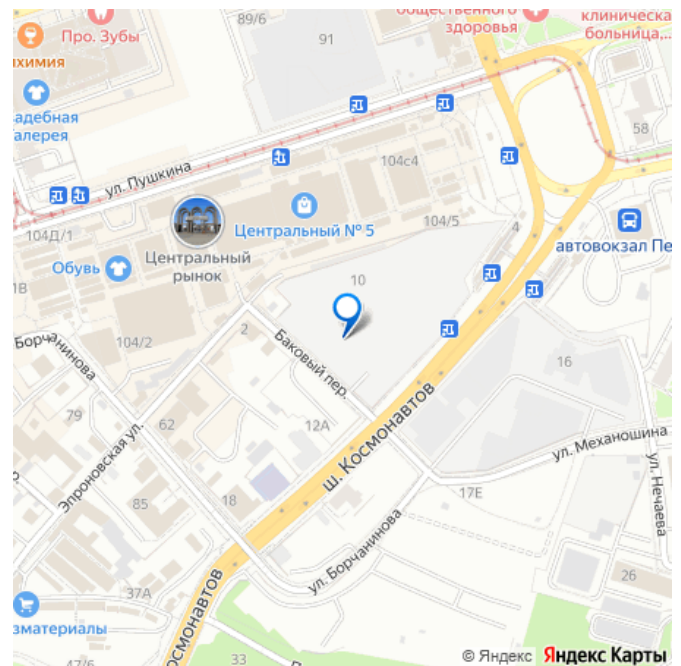 общественного
здоровья
клиническа
больница,...
89/6
91
Про. Зубы
лхимия
адебная
алерея
58
104с4
ул. Пушкина
104Д/1
Центральный № 5
104/5
4
автовокзал Пе
Обувь
Центральный
рынок
1В
10
2
104/2
Борчанинова
Баковый пер.
16
79
62
12А
Эпроновская ул.
ш. Космонавтов
ул. Механошина
85
18
17Е
ул. Нечаева
ул. Борчанинова
26
37А
зматериалы
осмонавтов
47/6
33
© Яндекс Яндекс Карты